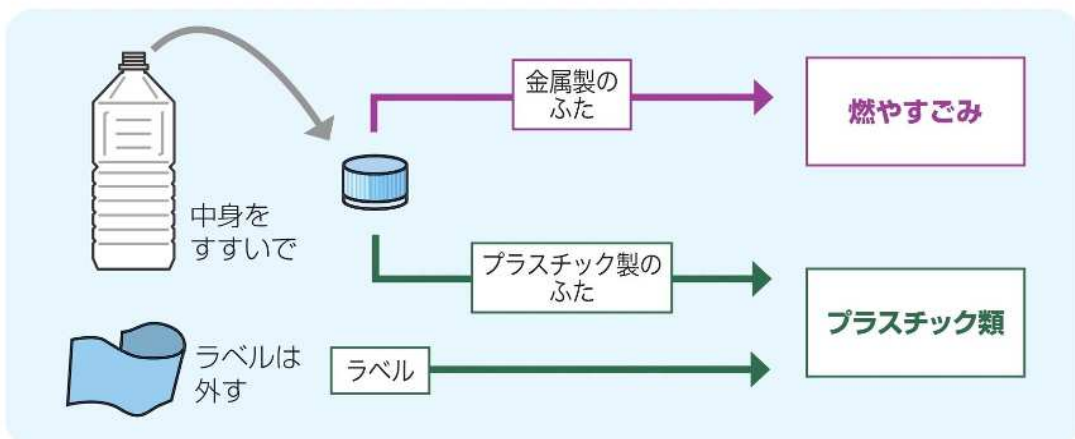 中身を
すすいで
金属製の
ふた
燃やすごみ
プラスチック製の
ふた
プラスチック類
ラベルは
外す
ラベル